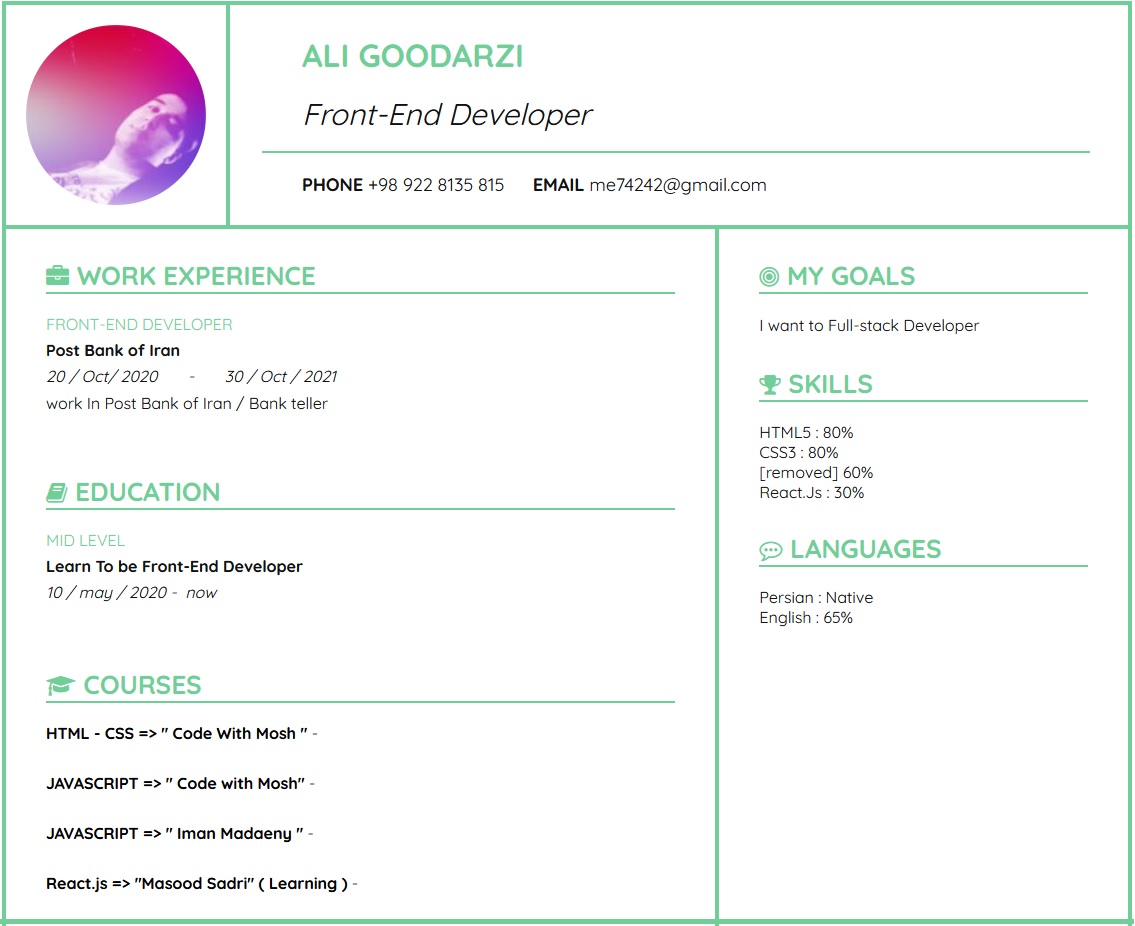 ALI GOODARZI
Front-End Developer
PHONE +98 922 8135 815 EMAIL me74242@gmail.com
WORK EXPERIENCE
FRONT-END DEVELOPER
Post Bank of Iran
20 / Oct/ 2020 - 30 / Oct / 2021
work In Post Bank of Iran / Bank teller
EDUCATION
MID LEVEL
Learn To be Front-End Developer
10 / may / 2020 - now
COURSES
HTML - CSS => " Code With Mosh " -
JAVASCRIPT => " Code with Mosh" -
JAVASCRIPT => " Iman Madaeny " -
React.js => "Masood Sadri" ( Learning ) -
MY GOALS
I want to Full-stack Developer
SKILLS
HTML5 : 80%
CSS3 : 80%
[removed] 60%
React.Js : 30%
LANGUAGES
Persian : Native
English : 65%